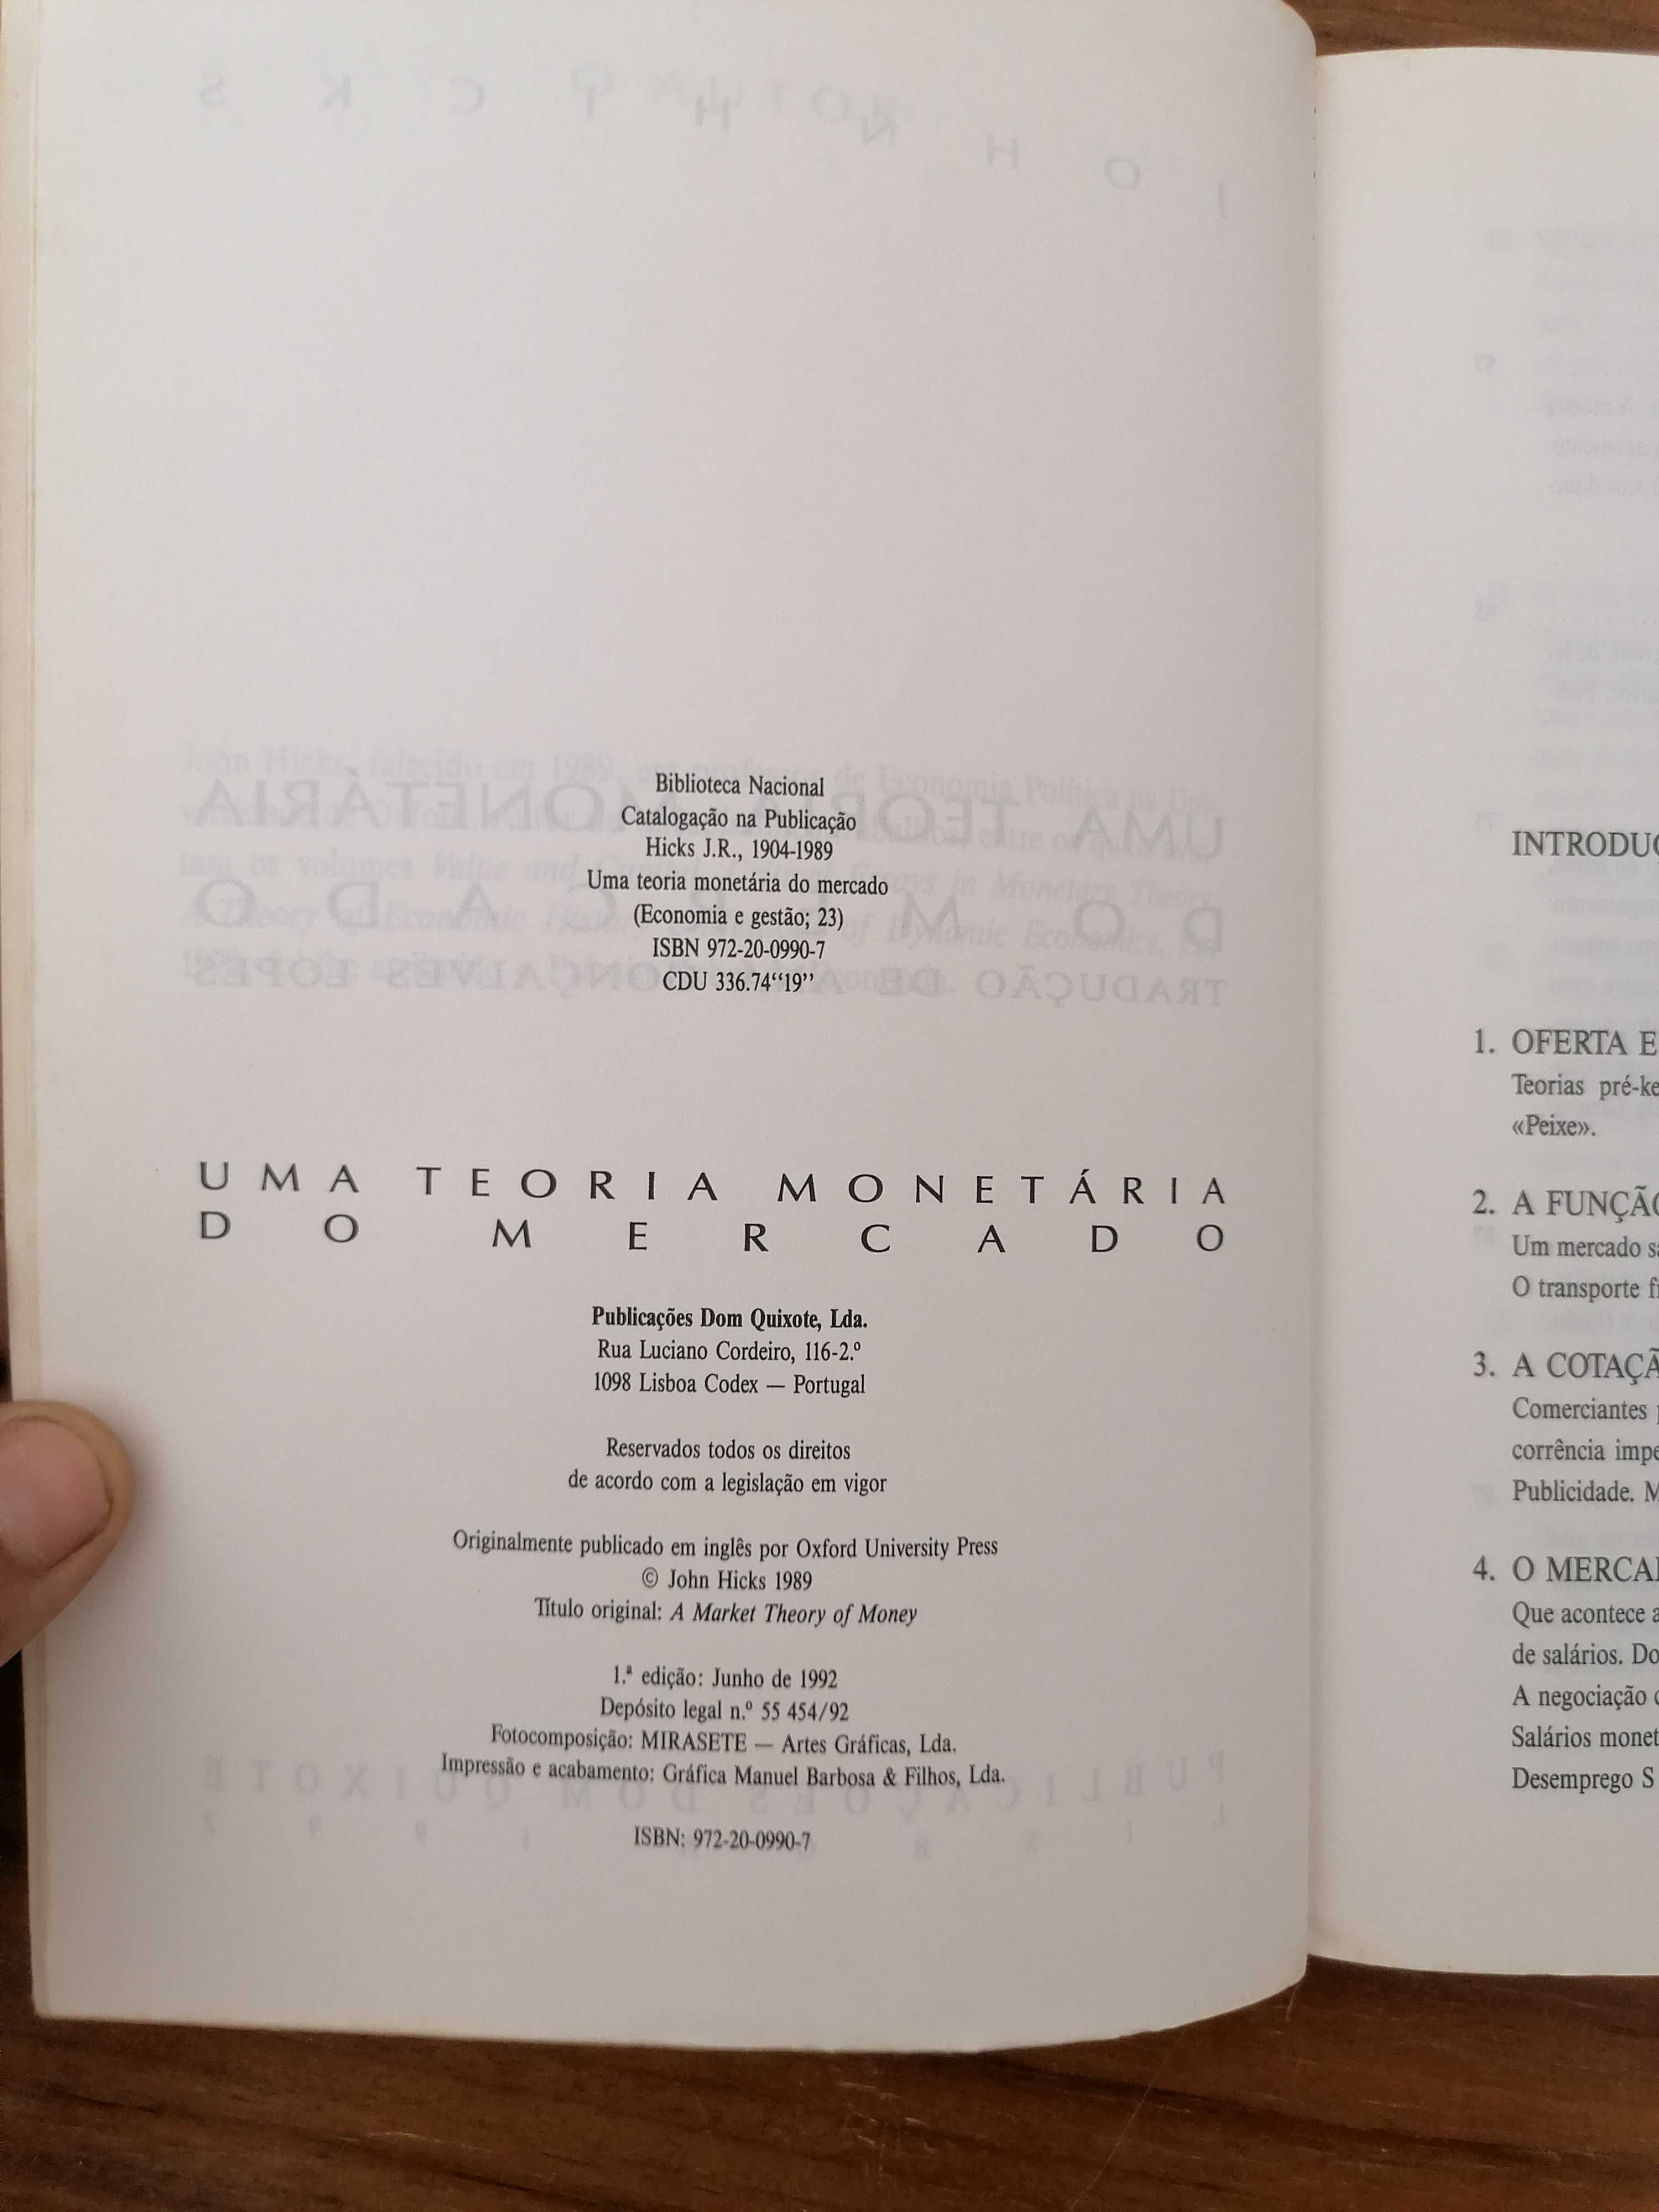 Biblioteca Nacional
Catalogação na Publicação
Hicks J.R., 1904-1989
Uma teoria monetária do mercado
(Economia e gestão; 23)
ISBN 972-20-0990-7
CDU 336.74“19”
UMA TEORIA MONETÁRIA
DO MERCADO
Publicações Dom Quixote, Lda.
Rua Luciano Cordeiro, 116-2.º
1098 Lisboa Codex — Portugal
Reservados todos os direitos
de acordo com a legislação em vigor
Originalmente publicado em inglês por Oxford University Press
© John Hicks 1989
Título original: A Market Theory of Money
1.ª edição: Junho de 1992
Depósito legal n.º 55 454/92
Fotocomposição: MIRASETE — Artes Gráficas, Lda.
Impressão e acabamento: Gráfica Manuel Barbosa & Filhos, Lda.
ISBN: 972-20-0990-7
INTRODUÇ
1. OFERTA E
Teorias pré-ke
«Peixe».
2. A FUNÇÃO
Um mercado sa
O transporte fi
3. A COTAÇÃ
Comerciantes p
corrência impe
Publicidade. M
4. O MERCAD
Que acontece a
de salários. Do
A negociação
Salários monet
Desemprego S